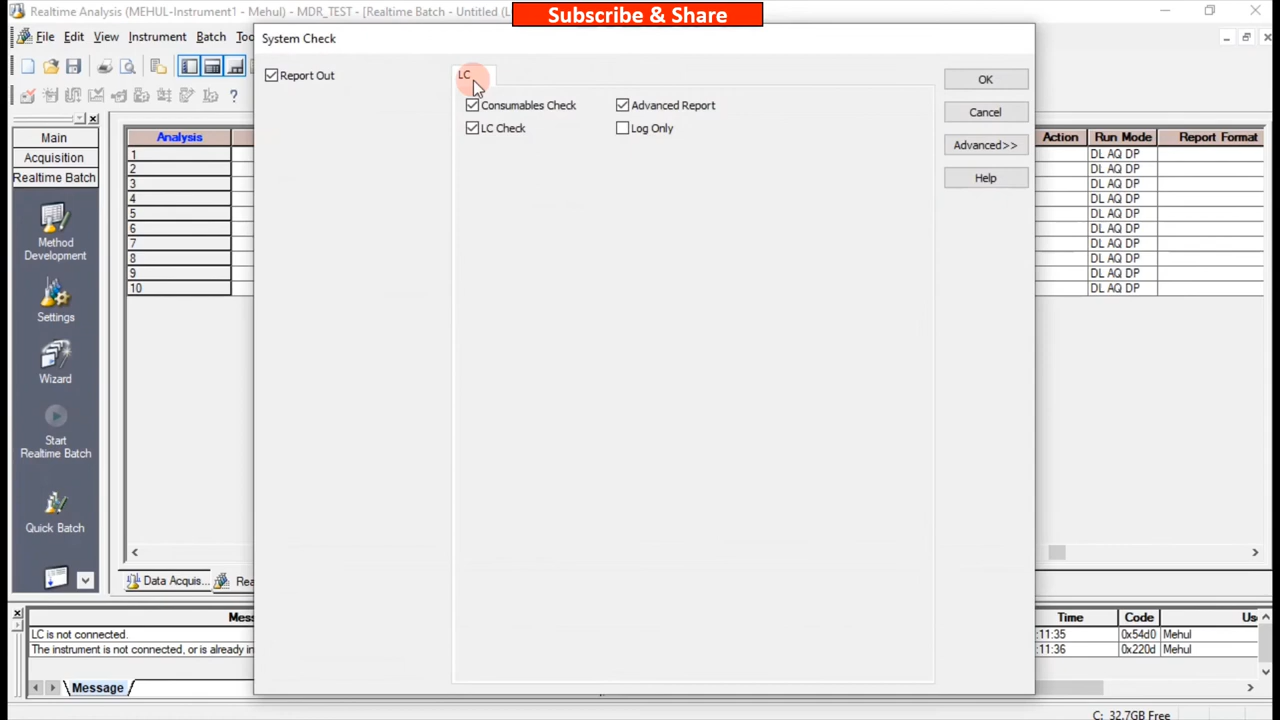 Realtime Analysis (MEHUL-Instrument1 - Mehul) - MDR_TEST - [Realtime Batch - Untitled (L
Subscribe & Share
File Edit View Instrument Batch Too
System Check
Report Out
LC
Consumables Check
Advanced Report
LC Check
Log Only
OK
Cancel
Advanced>>
Help
Main
Acquisition
Realtime Batch
Method
Development
Settings
Wizard
Start
Realtime Batch
Quick Batch
Analysis
1
2
3
4
5
6
7
8
9
10
Action Run Mode Report Format
DL AQ DP
DL AQ DP
DL AQ DP
DL AQ DP
DL AQ DP
DL AQ DP
DL AQ DP
DL AQ DP
DL AQ DP
DL AQ DP
Data Acquis... Rea
Mess
LC is not connected.
The instrument is not connected, or is already in
Time Code Us
:11:35 0x54d0 Mehul
:11:36 0x220d Mehul
Message
C: 32.7GB Free